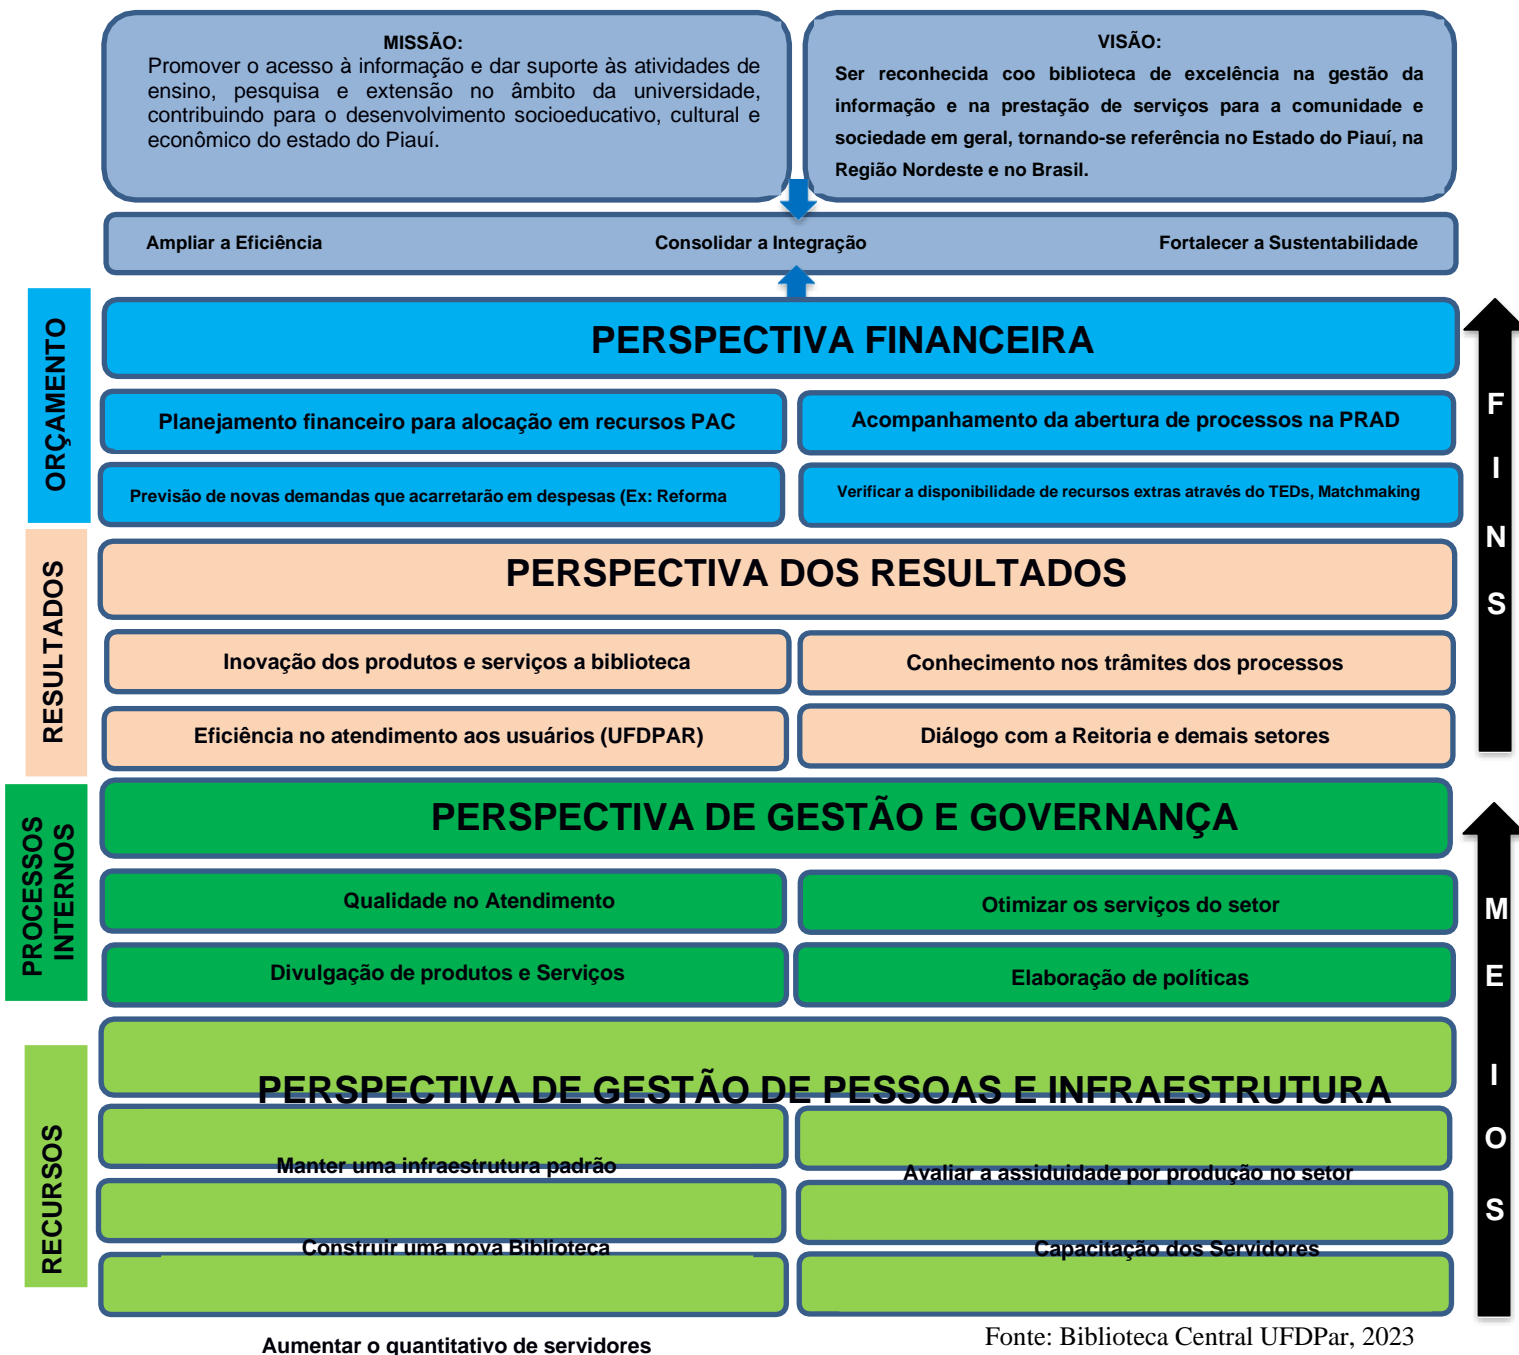 MISSÃO:
Promover o acesso à informação e dar suporte às atividades de
ensino, pesquisa e extensão no âmbito da universidade,
contribuindo para o desenvolvimento socioeducativo, cultural e
econômico do estado do Piauí.
VISÃO:
Ser reconhecida coo biblioteca de excelência na gestão da
informação e na prestação de serviços para a comunidade e
sociedade em geral, tornando-se referência no Estado do Piauí, na
Região Nordeste e no Brasil.
Ampliar a Eficiência
Consolidar a Integração
Fortalecer a Sustentabilidade
ORÇAMENTO
PERSPECTIVA FINANCEIRA
Planejamento financeiro para alocação em recursos PAC
Acompanhamento da abertura de processos na PRAD
Previsão de novas demandas que acarretarão em despesas (Ex: Reforma
Verificar a disponibilidade de recursos extras através do TEDs, Matchmaking
FINS
RESULTADOS
PERSPECTIVA DOS RESULTADOS
Inovação dos produtos e serviços a biblioteca
Conhecimento nos trâmites dos processos
Eficiência no atendimento aos usuários (UFDPAR)
Diálogo com a Reitoria e demais setores
PROCESSOS
INTERNOS
PERSPECTIVA DE GESTÃO E GOVERNANÇA
Qualidade no Atendimento
Otimizar os serviços do setor
Divulgação de produtos e Serviços
Elaboração de políticas
MEIOS
RECURSOS
PERSPECTIVA DE GESTÃO DE PESSOAS E INFRAESTRUTURA
Manter uma infraestrutura padrão
Avaliar a assiduidade por produção no setor
Construir uma nova Biblioteca
Capacitação dos Servidores
Aumentar o quantitativo de servidores
Fonte: Biblioteca Central UFDPar, 2023